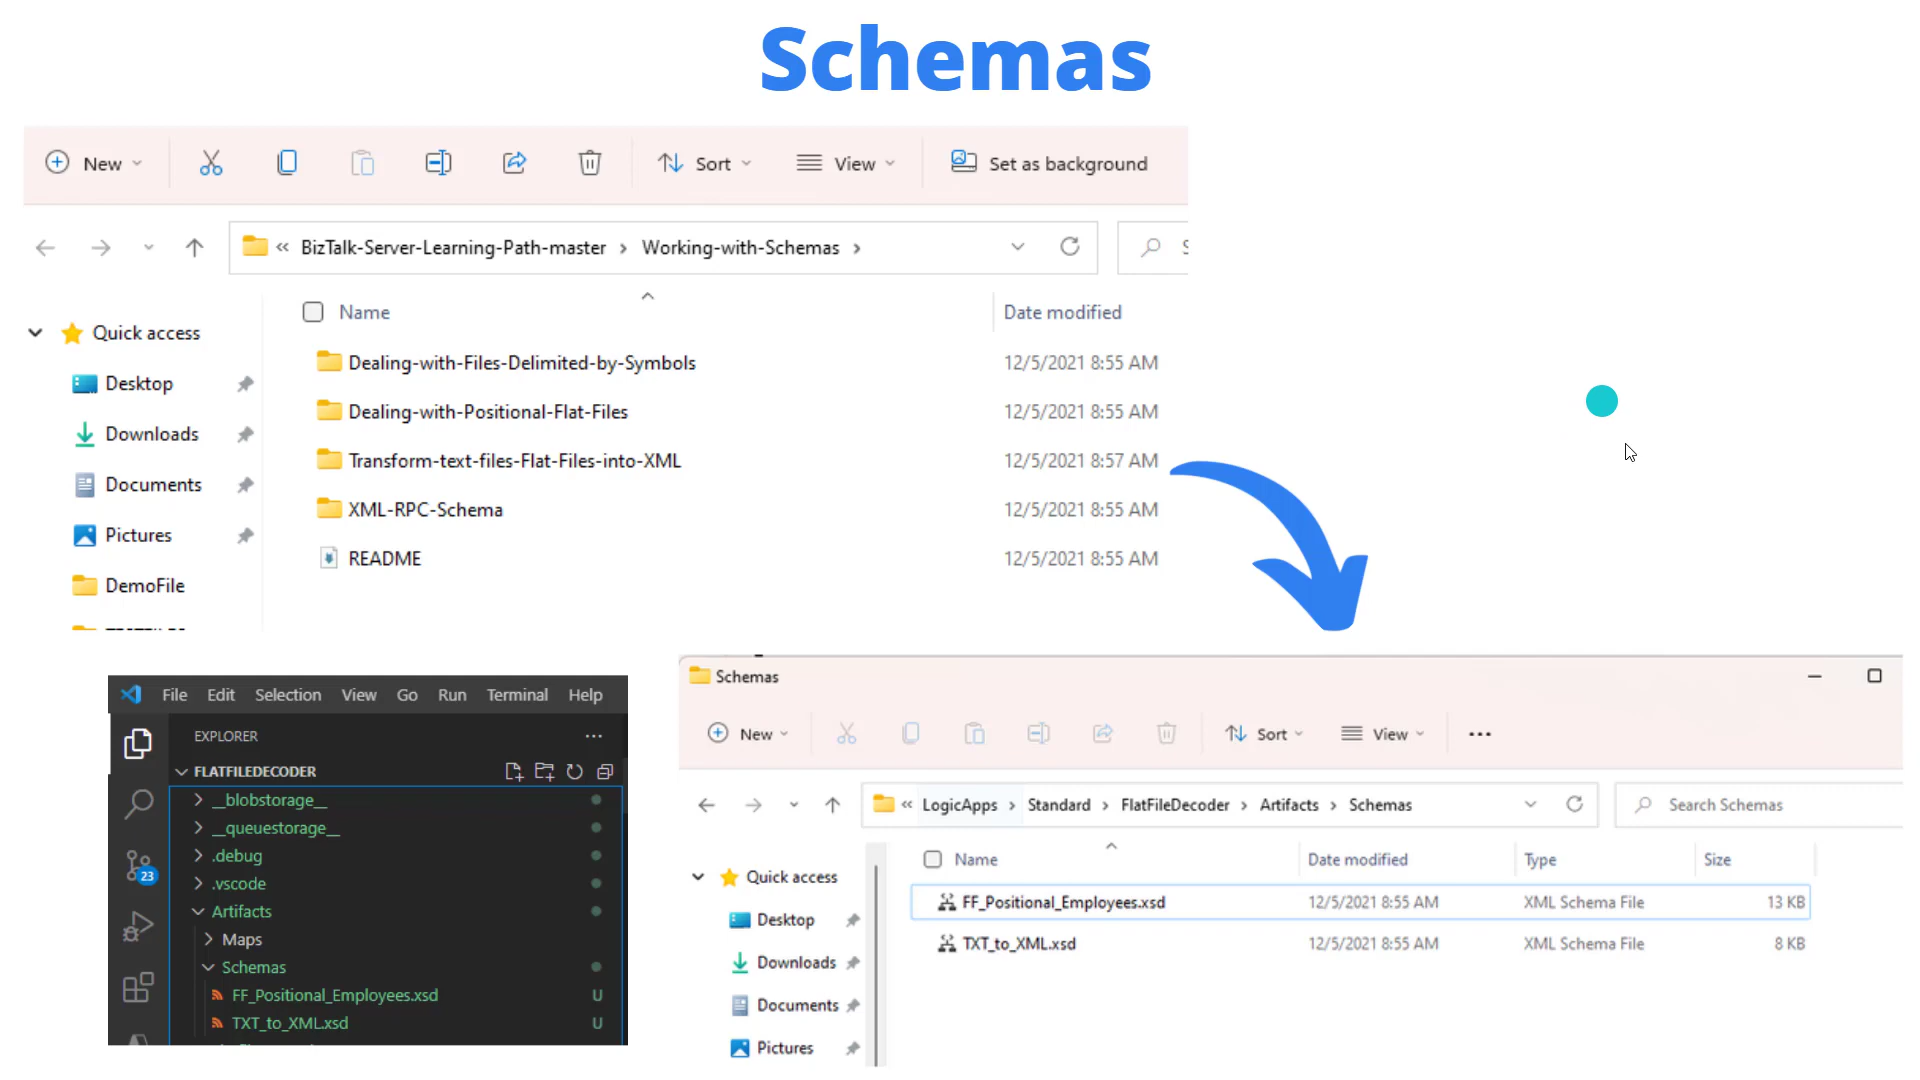 Schemas
New
Sort
View
Set as background
« BizTalk-Server-Learning-Path-master › Working-with-Schemas ›
Name
Date modified
Quick access
Desktop
Downloads
Documents
Pictures
DemoFile
Dealing-with-Files-Delimited-by-Symbols 12/5/2021 8:55 AM
Dealing-with-Positional-Flat-Files 12/5/2021 8:55 AM
Transform-text-files-Flat-Files-into-XML 12/5/2021 8:57 AM
XML-RPC-Schema 12/5/2021 8:55 AM
README 12/5/2021 8:55 AM
File Edit Selection View Go Run Terminal Help
EXPLORER
FLATFILEDECODER
__blobstorage__
__queuestorage__
.debug
.vscode
Artifacts
Maps
Schemas
FF_Positional_Employees.xsd U
TXT_to_XML.xsd U
23
Schemas
New
Sort
View
« LogicApps › Standard › FlatFileDecoder › Artifacts › Schemas
Search Schemas
Name Date modified Type Size
Quick access
Desktop
Downloads
Documents
Pictures
FF_Positional_Employees.xsd 12/5/2021 8:55 AM XML Schema File 13 KB
TXT_to_XML.xsd 12/5/2021 8:55 AM XML Schema File 8 KB